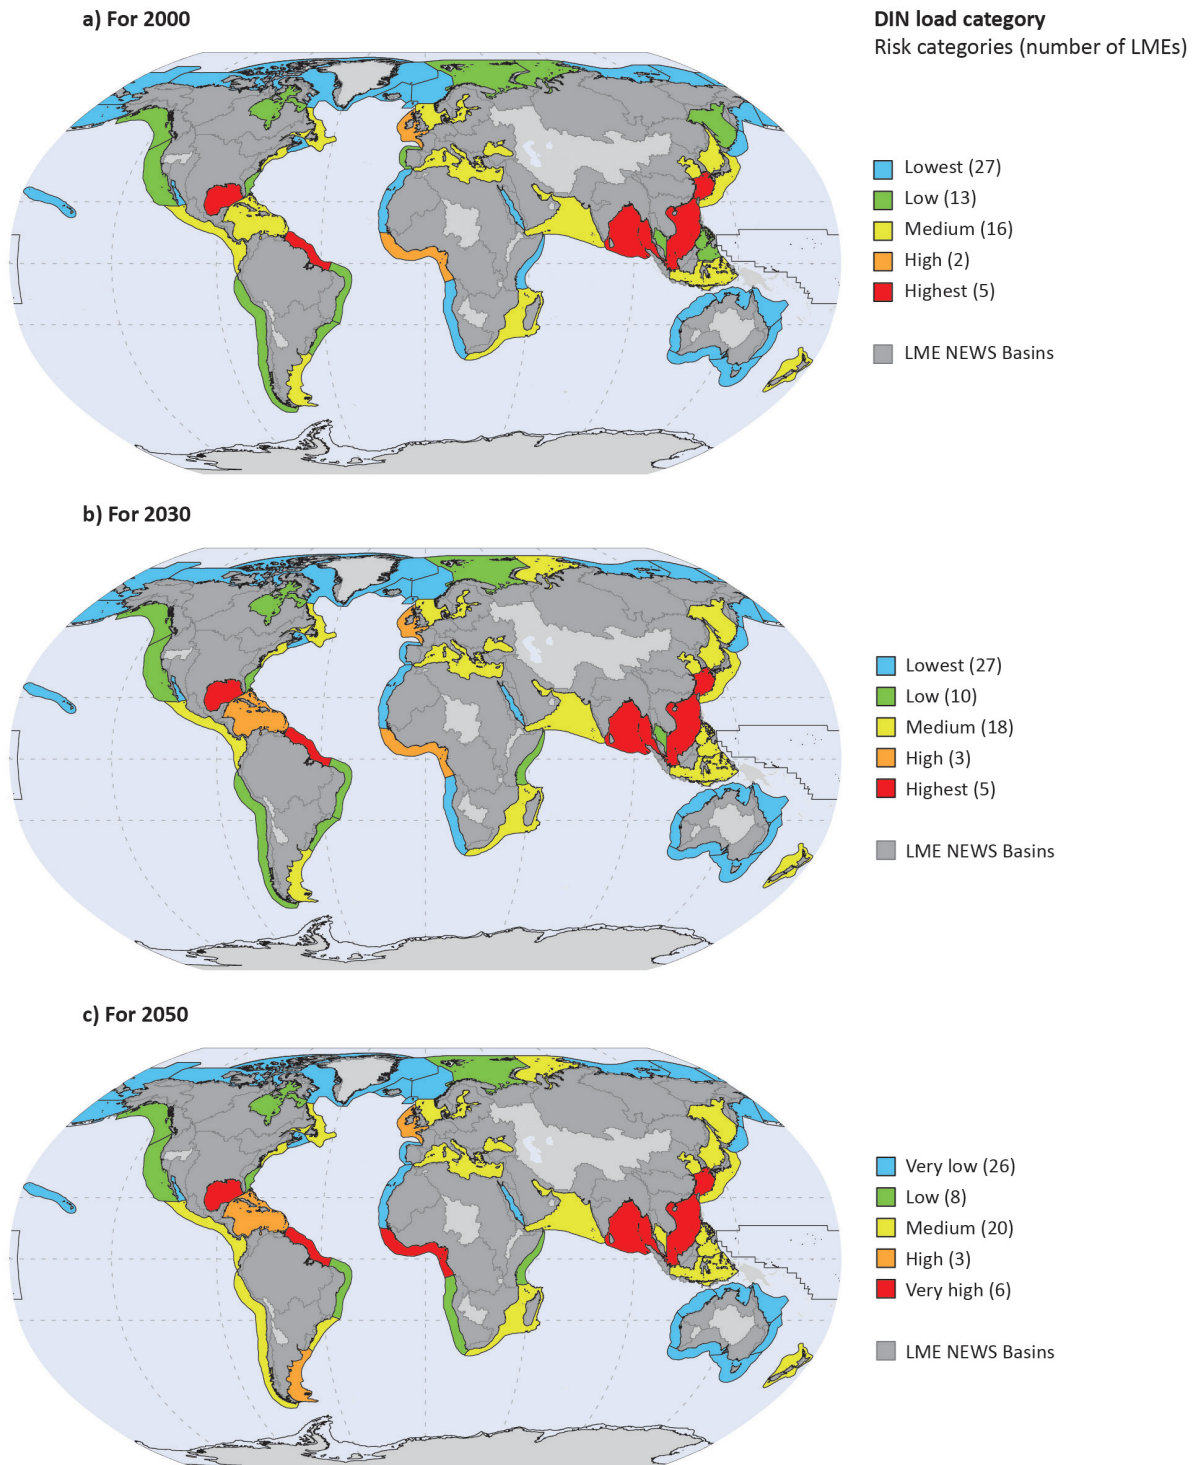 a) For 2000
DIN load category
Risk categories (number of LMEs)
Lowest (27)
Low (13)
Medium (16)
High (2)
Highest (5)
LME NEWS Basins
b) For 2030
Lowest (27)
Low (10)
Medium (18)
High (3)
Highest (5)
LME NEWS Basins
c) For 2050
Very low (26)
Low (8)
Medium (20)
High (3)
Very high (6)
LME NEWS Basins